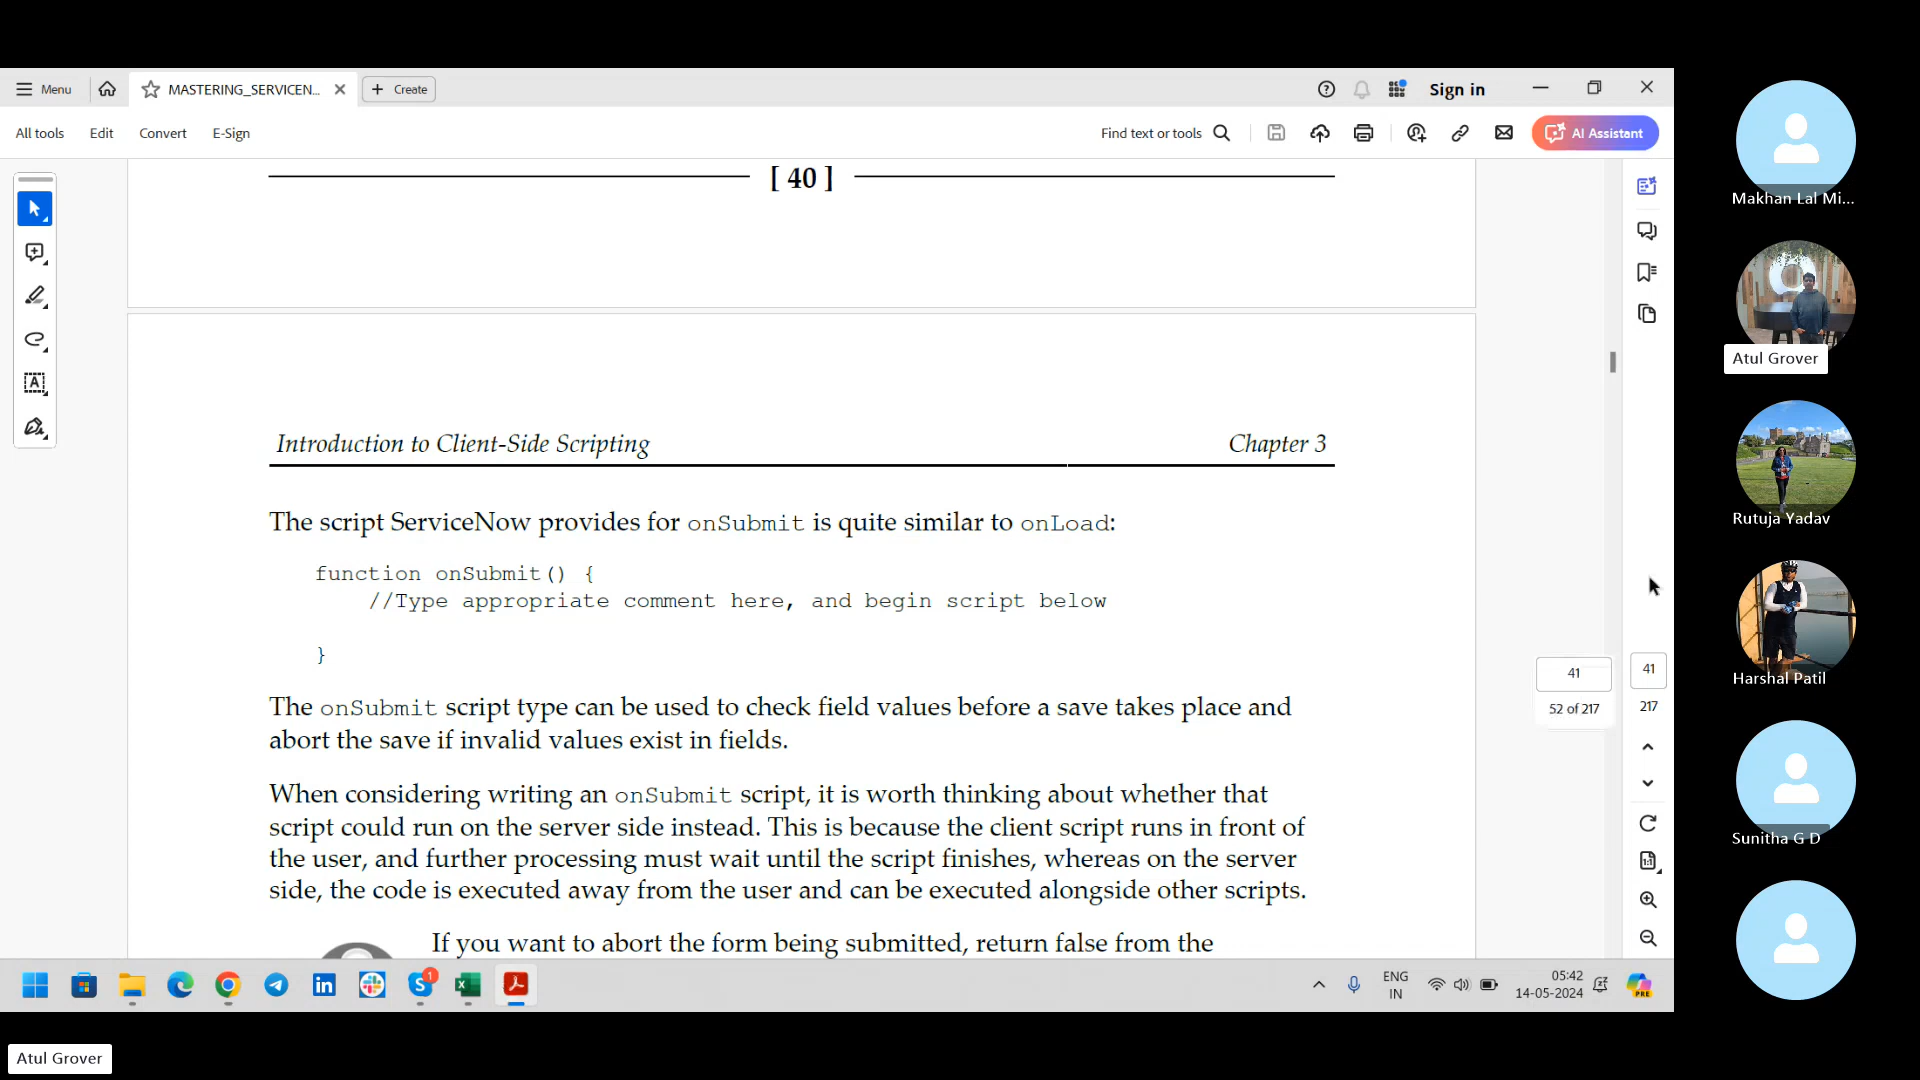 Menu
MASTERING_SERVICEN...
Create
Sign in
All tools
Edit
Convert
E-Sign
Find text or tools
AI Assistant
[ 40 ]
Introduction to Client-Side Scripting
Chapter 3
The script ServiceNow provides for onSubmit is quite similar to onLoad:
function onSubmit() {
//Type appropriate comment here, and begin script below
}
The onSubmit script type can be used to check field values before a save takes place and
abort the save if invalid values exist in fields.
When considering writing an onSubmit script, it is worth thinking about whether that
script could run on the server side instead. This is because the client script runs in front of
the user, and further processing must wait until the script finishes, whereas on the server
side, the code is executed away from the user and can be executed alongside other scripts.
If you want to abort the form being submitted, return false from the
41
52 of 217
41
217
1
ENG
IN
05:42
14-05-2024
PRE
Makhan Lal Mi...
Atul Grover
Rutuja Yadav
Harshal Patil
Sunitha G D
Atul Grover